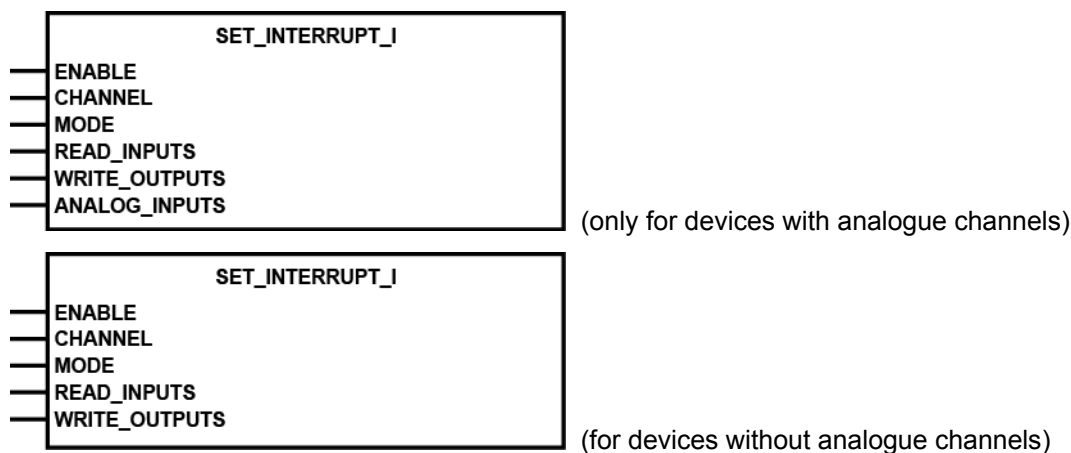 SET_INTERRUPT_I
ENABLE
CHANNEL
MODE
READ_INPUTS
WRITE_OUTPUTS
ANALOG_INPUTS
(only for devices with analogue channels)
SET_INTERRUPT_I
ENABLE
CHANNEL
MODE
READ_INPUTS
WRITE_OUTPUTS
(for devices without analogue channels)